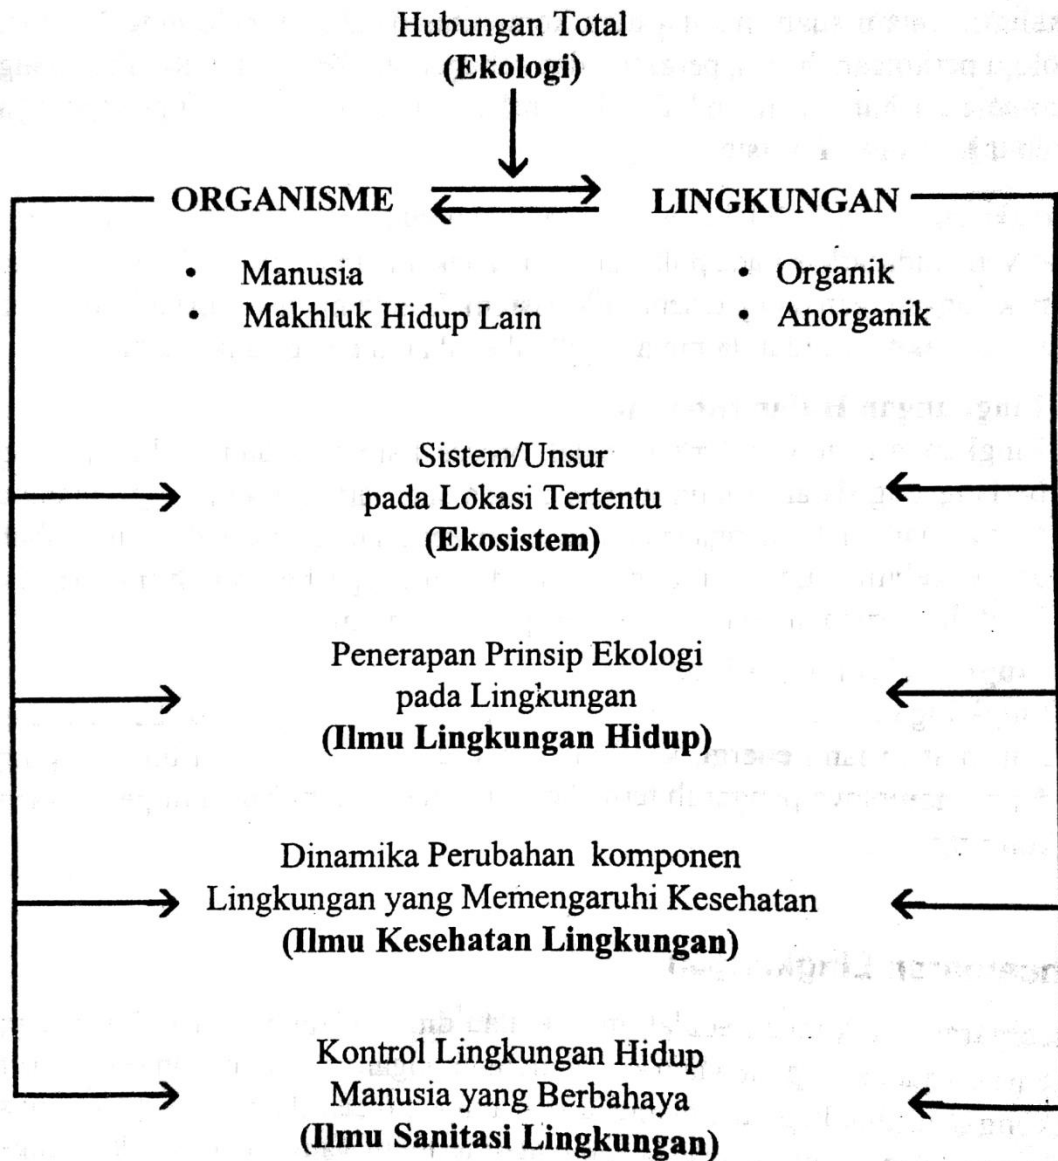 Hubungan Total
(Ekologi)
ORGANISME LINGKUNGAN
• Manusia
• Makhluk Hidup Lain
• Organik
• Anorganik
Sistem/Unsur
pada Lokasi Tertentu
(Ekosistem)
Penerapan Prinsip Ekologi
pada Lingkungan
(Ilmu Lingkungan Hidup)
Dinamika Perubahan komponen
Lingkungan yang Memengaruhi Kesehatan
(Ilmu Kesehatan Lingkungan)
Kontrol Lingkungan Hidup
Manusia yang Berbahaya
(Ilmu Sanitasi Lingkungan)